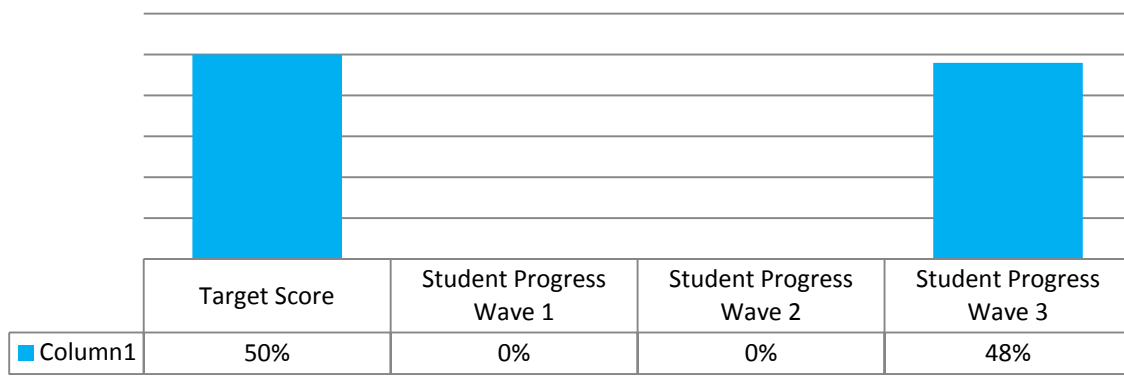 Target Score
Student Progress
Wave 1
Student Progress
Wave 2
Student Progress
Wave 3
Column1
50%
0%
0%
48%